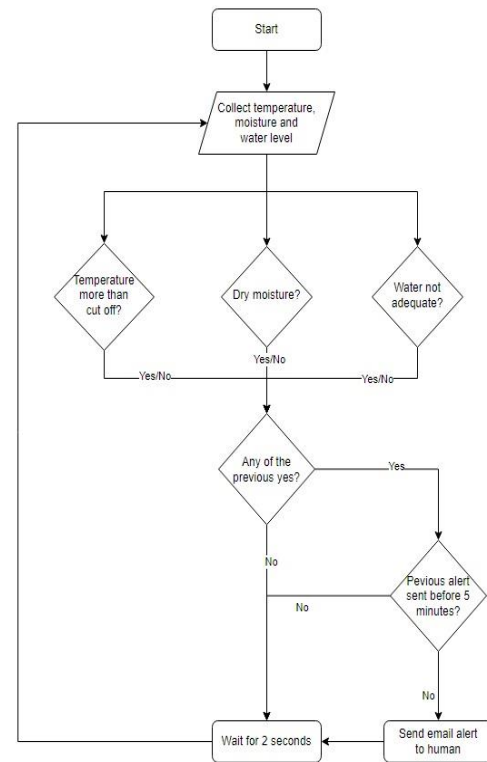 Start
Collect temperature,
moisture and
water level
Temperature
more than
cut off?
Dry moisture?
Water not
adequate?
Yes/No
Yes/No
Yes/No
Any of the
previous yes?
Yes
No
Pevious alert
sent before 5
minutes?
No
No
Wait for 2 seconds
Send email alert
to human